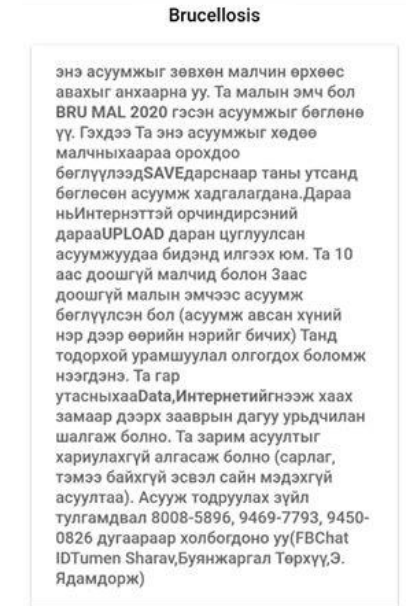 Brucellosis
энэ асуумжыг зөвхөн малчин өрхөөс
авахыг анхаарна уу. Та малын эмч бол
BRU MAL 2020 гэсэн асуумжыг бөглөнө
үү. Гэхдээ Та энэ асуумжыг хөдөө
малчныхаараа орохдоо
бөглүүлээдSAVEдарснаар таны утсанд
бөглөсөн асуумж хадгалагдана.Дараа
ньИнтернэттэй орчиндирсэний
дарааUPLOAD даран цуглуулсан
асуумжуудаа бидэнд илгээх юм. Та 10
аас доошгүй малчид болон 3аас
доошгүй малын эмчээс асуумж
бөглүүлсэн бол (асуумж авсан хүний
нэр дээр өөрийн нэрийг бичих) Танд
тодорхой урамшуулал олгогдох боломж
нээгдэнэ. Та гар
утасныхааData,Интернетийгнээж хаах
замаар дээрх зааврын дагуу урьдчилан
шалгаж болно. Та зарим асуултыг
хариулахгүй алгасаж болно (сарлаг,
тэмээ байхгүй эсвэл сайн мэдэхгүй
асуултаа). Асууж тодруулах зүйл
тулгамдвал 8008-5896, 9469-7793, 9450-
0826 дугаараар холбогдоно уу(FBChat
IDTumen Sharav,Буянжаргал Төрхүү,Э.
Ядамдорж)